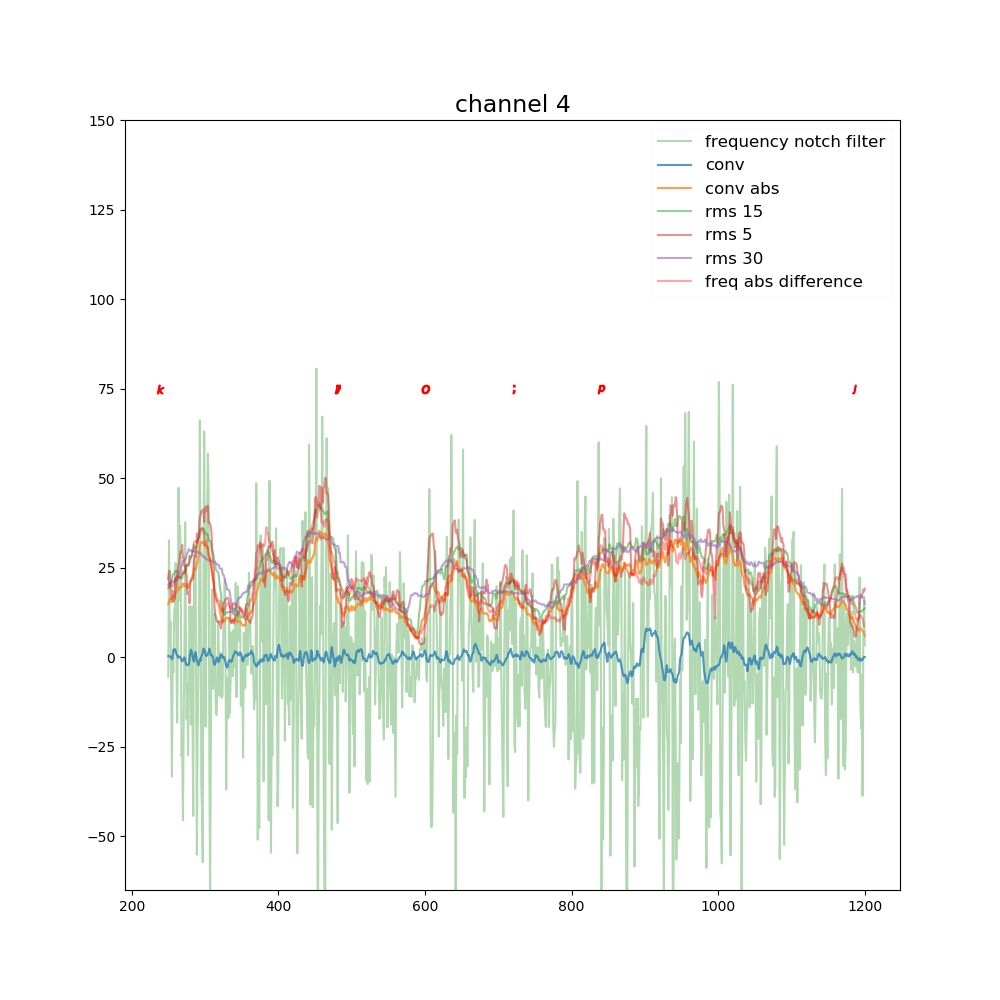 channel 4
150
125
100
75
50
25
0
−25
−50
200 400 600 800 1000 1200
frequency notch filter
conv
conv abs
rms 15
rms 5
rms 30
freq abs difference
k O ; p